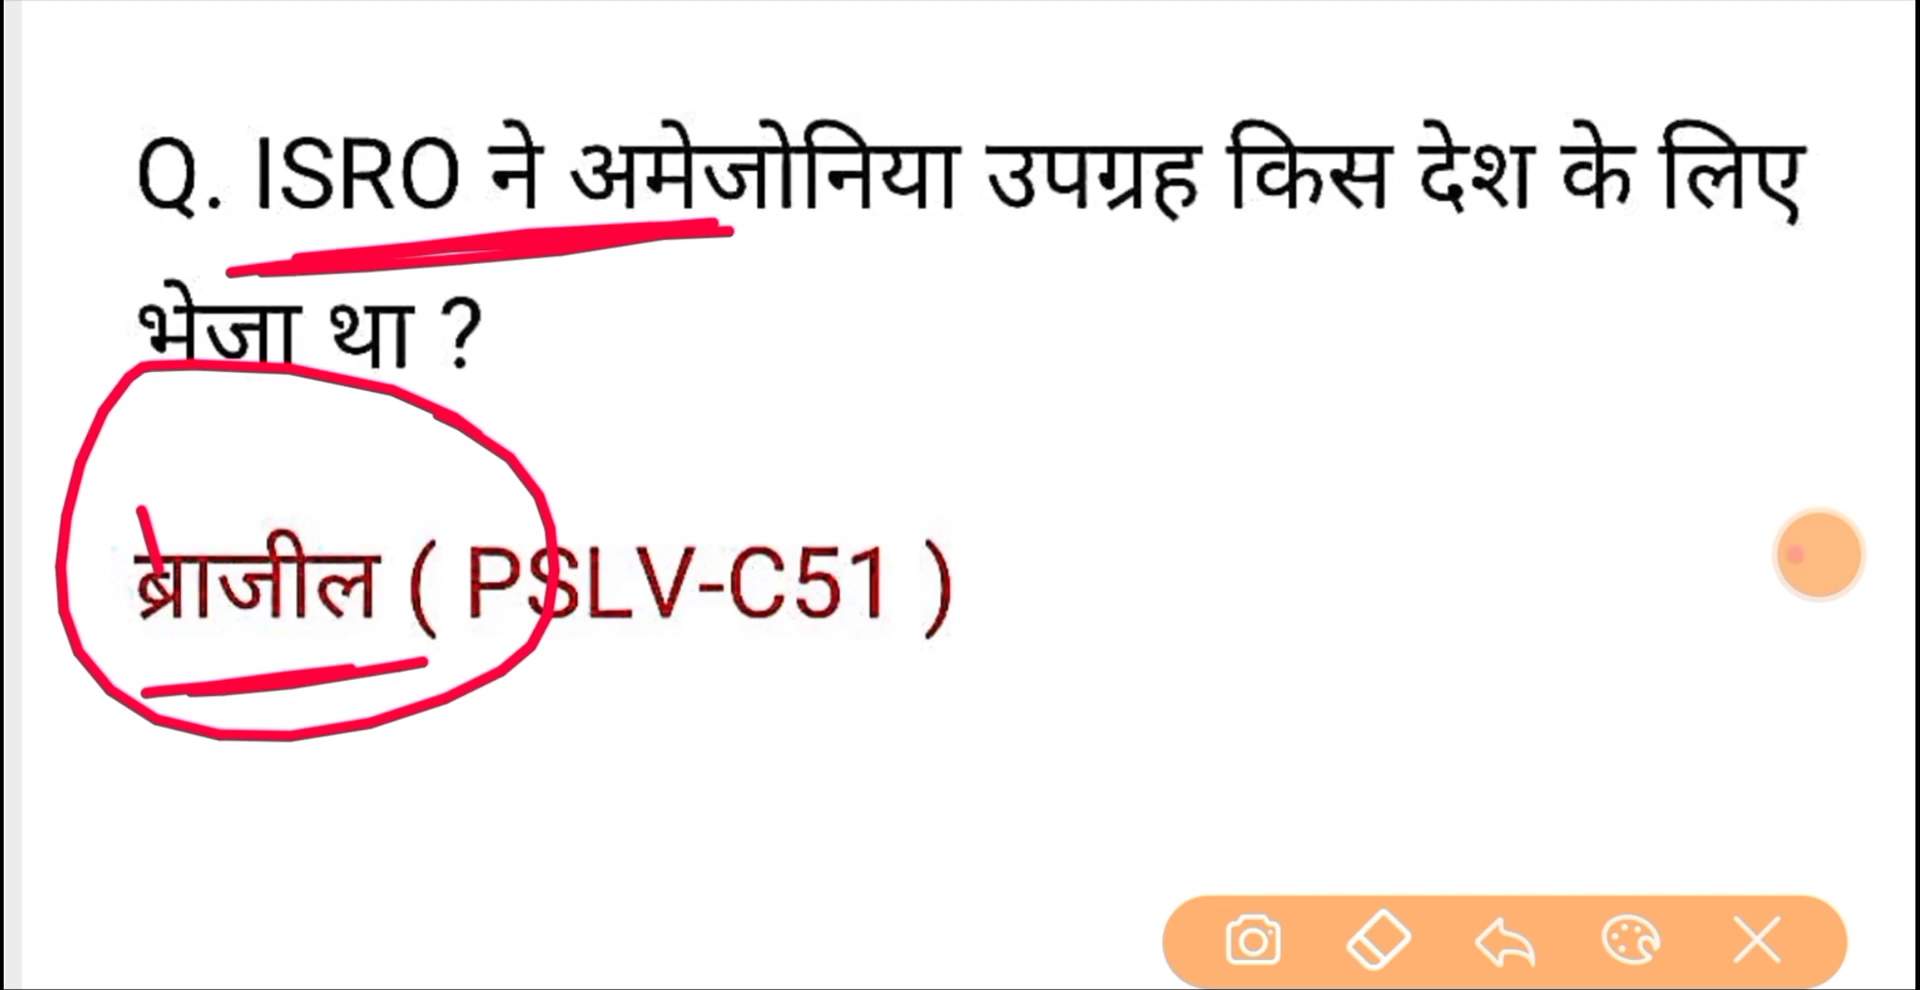 Q. ISRO ने अमेजोनिया उपग्रह किस देश के लिए
भेजा था ?
ब्राजील ( PSLV-C51 )